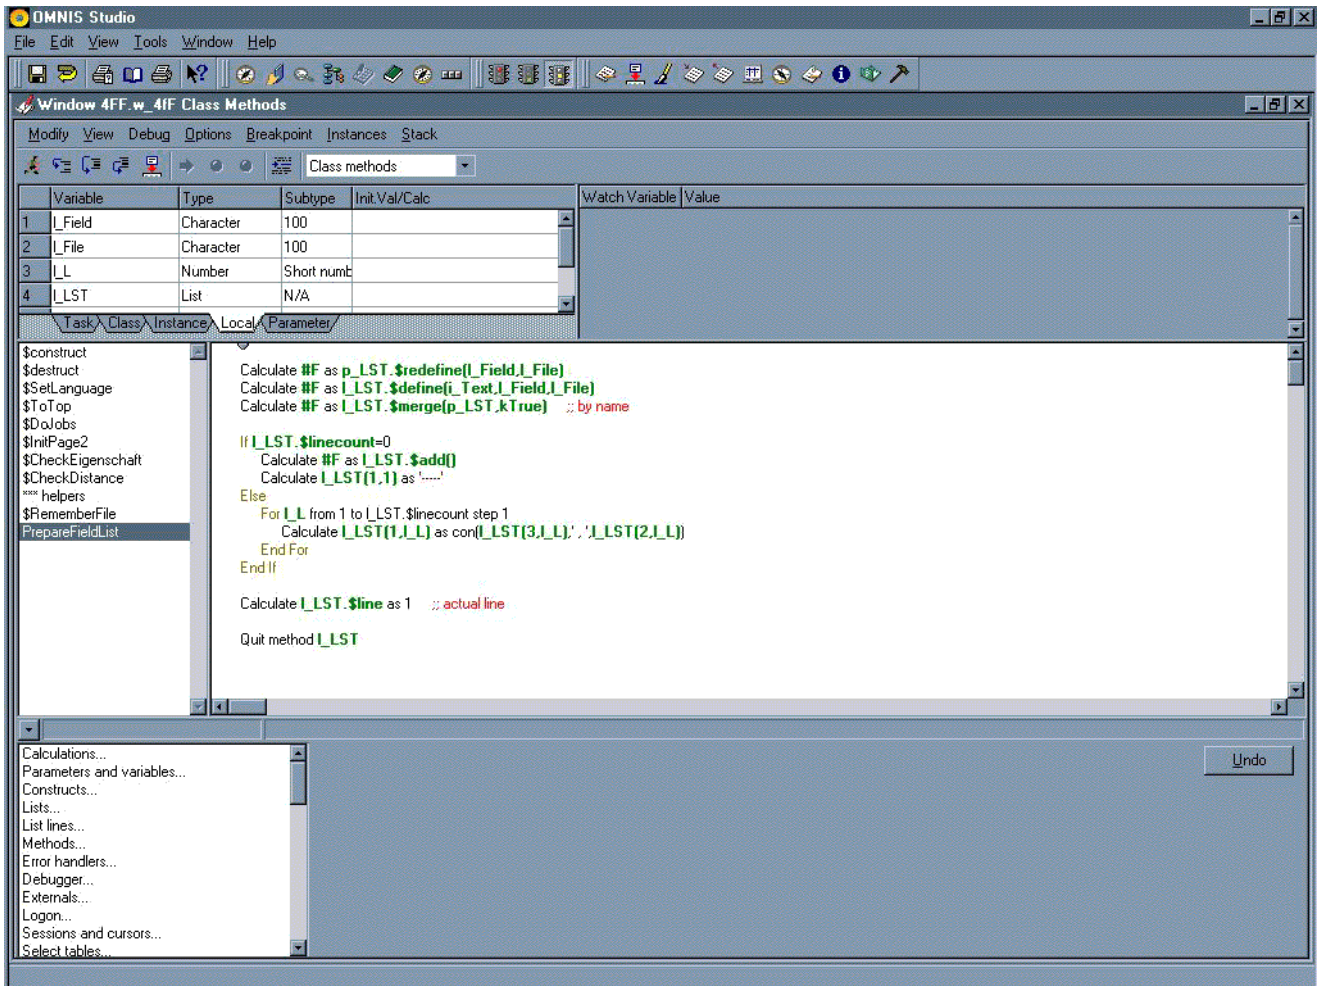 OMNIS Studio
File Edit View Tools Window Help
Window 4FF.w_4fF Class Methods
Modify View Debug Options Breakpoint Instances Stack
Class methods
Variable Type Subtype Init.Val/Calc
Watch Variable Value
1 l_Field Character 100
2 l_File Character 100
3 l_L Number Short numb
4 l_LST List N/A
Task Class Instance Local Parameter
$construct
$destruct
$SetLanguage
$ToTop
$DoJobs
$InitPage2
$CheckEigenschaft
$CheckDistance
*** helpers
$RememberFile
PrepareFieldList
Calculate #F as p_LST.$redefine(l_Field,l_File)
Calculate #F as l_LST.$define(i_Text,l_Field,l_File)
Calculate #F as l_LST.$merge(p_LST,kTrue) ;; by name
If l_LST.$linecount=0
Calculate #F as l_LST.$add()
Calculate l_LST(1,1) as '-----'
Else
For l_L from 1 to l_LST.$linecount step 1
Calculate l_LST(1,l_L) as con(l_LST(3,l_L),' , ',l_LST(2,l_L))
End For
End If
Calculate l_LST.$line as 1 ;; actual line
Quit method l_LST
Calculations...
Parameters and variables...
Constructs...
Lists...
List lines...
Methods...
Error handlers...
Debugger...
Externals...
Logon...
Sessions and cursors...
Select tables...
Undo